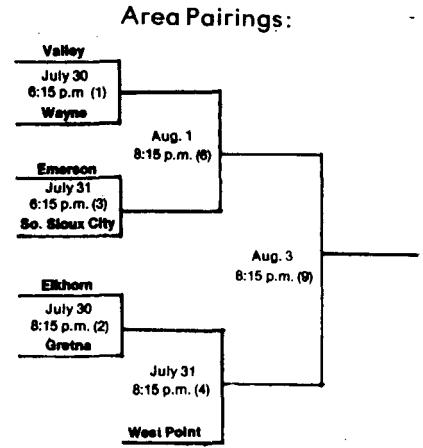 Area Pairings:
Valley
July 30
6:15 p.m (1)
Wayne
Aug. 1
8:15 p.m. (6)
Emerson
July 31
6:15 p.m. (3)
So. Sioux City
Aug. 3
8:15 p.m. (9)
Elkhorn
July 30
8:15 p.m. (2)
Gretna
July 31
8:15 p.m. (4)
West Point